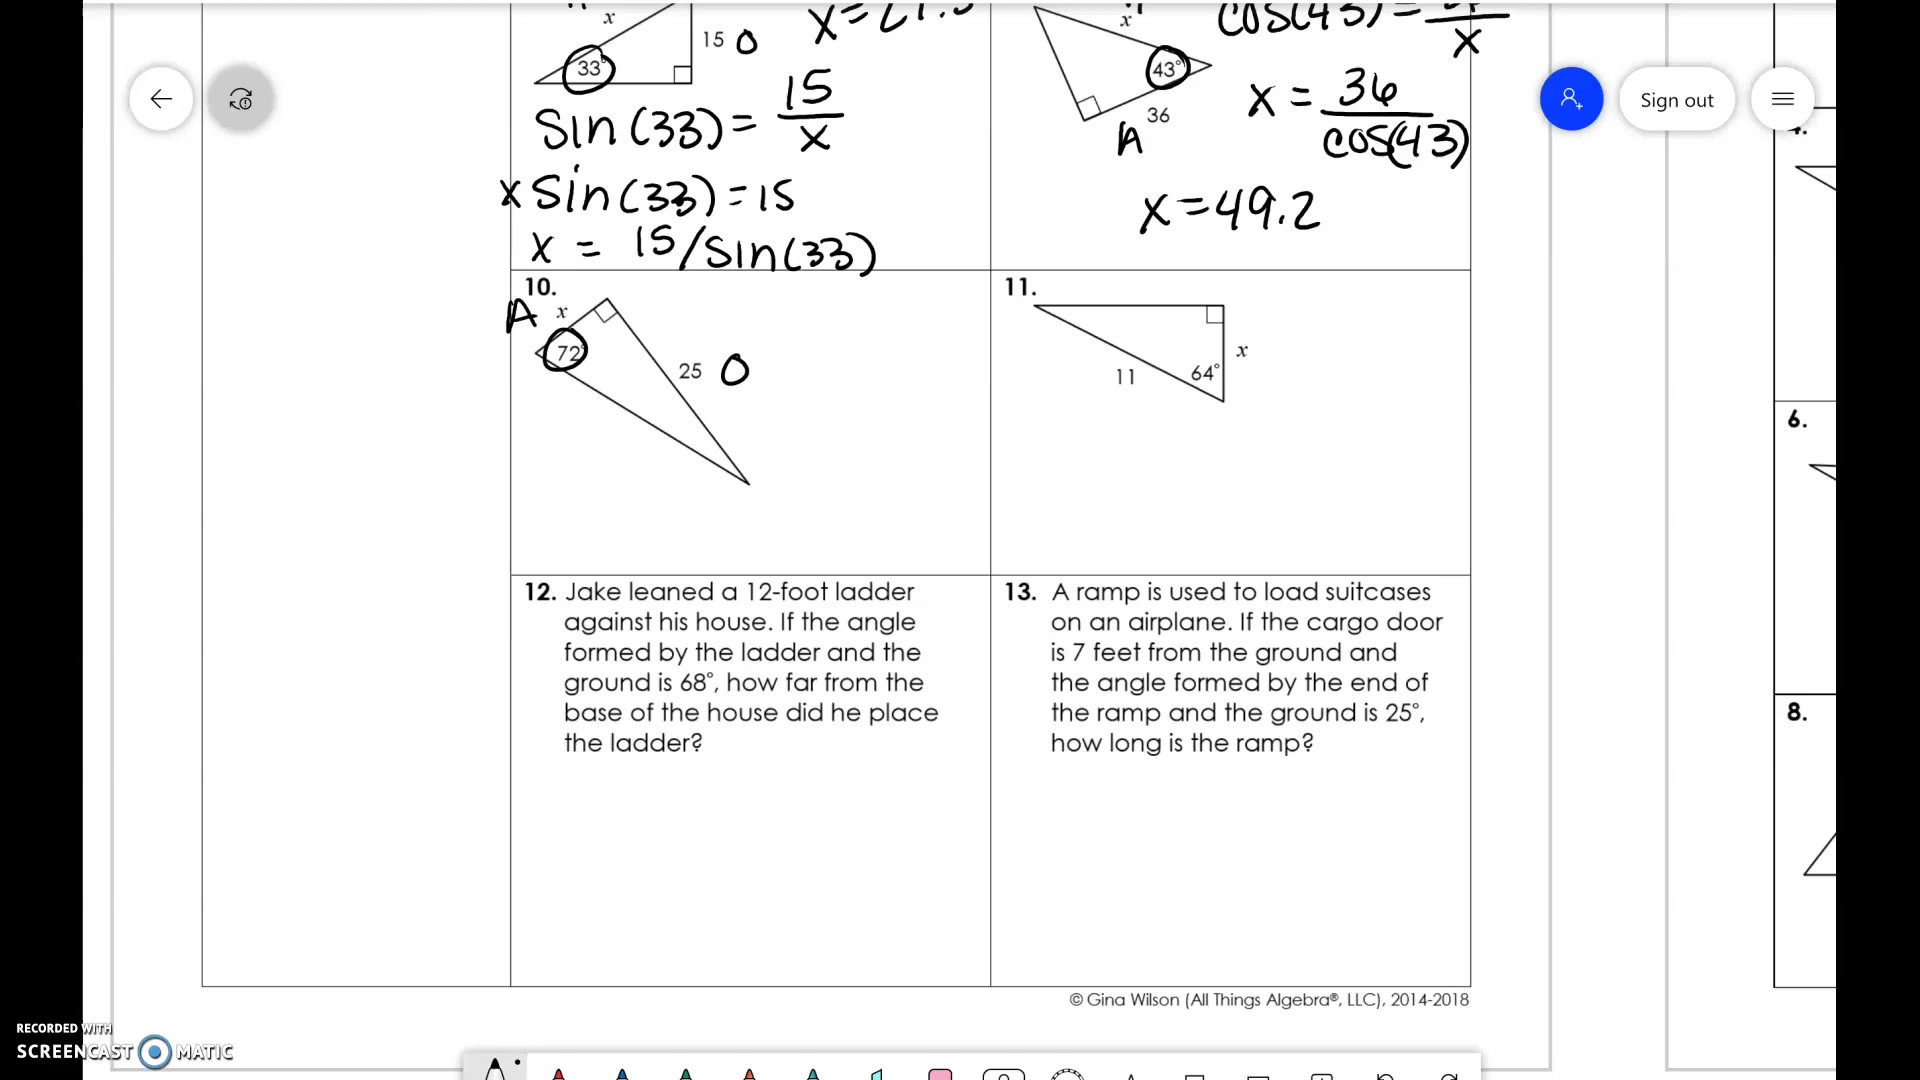 x
15 O
33°
Sin (33) = 15/x
x Sin (33) = 15
x = 15/Sin(33)
x
43°
36
A
x = 36/cos(43)
x = 49.2
Sign out
10.
A x
72°
25 O
11.
x
64°
11
12. Jake leaned a 12-foot ladder
against his house. If the angle
formed by the ladder and the
ground is 68°, how far from the
base of the house did he place
the ladder?
13. A ramp is used to load suitcases
on an airplane. If the cargo door
is 7 feet from the ground and
the angle formed by the end of
the ramp and the ground is 25°,
how long is the ramp?
6.
8.
© Gina Wilson (All Things Algebra®, LLC), 2014-2018
RECORDED WITH
SCREENCAST MATIC